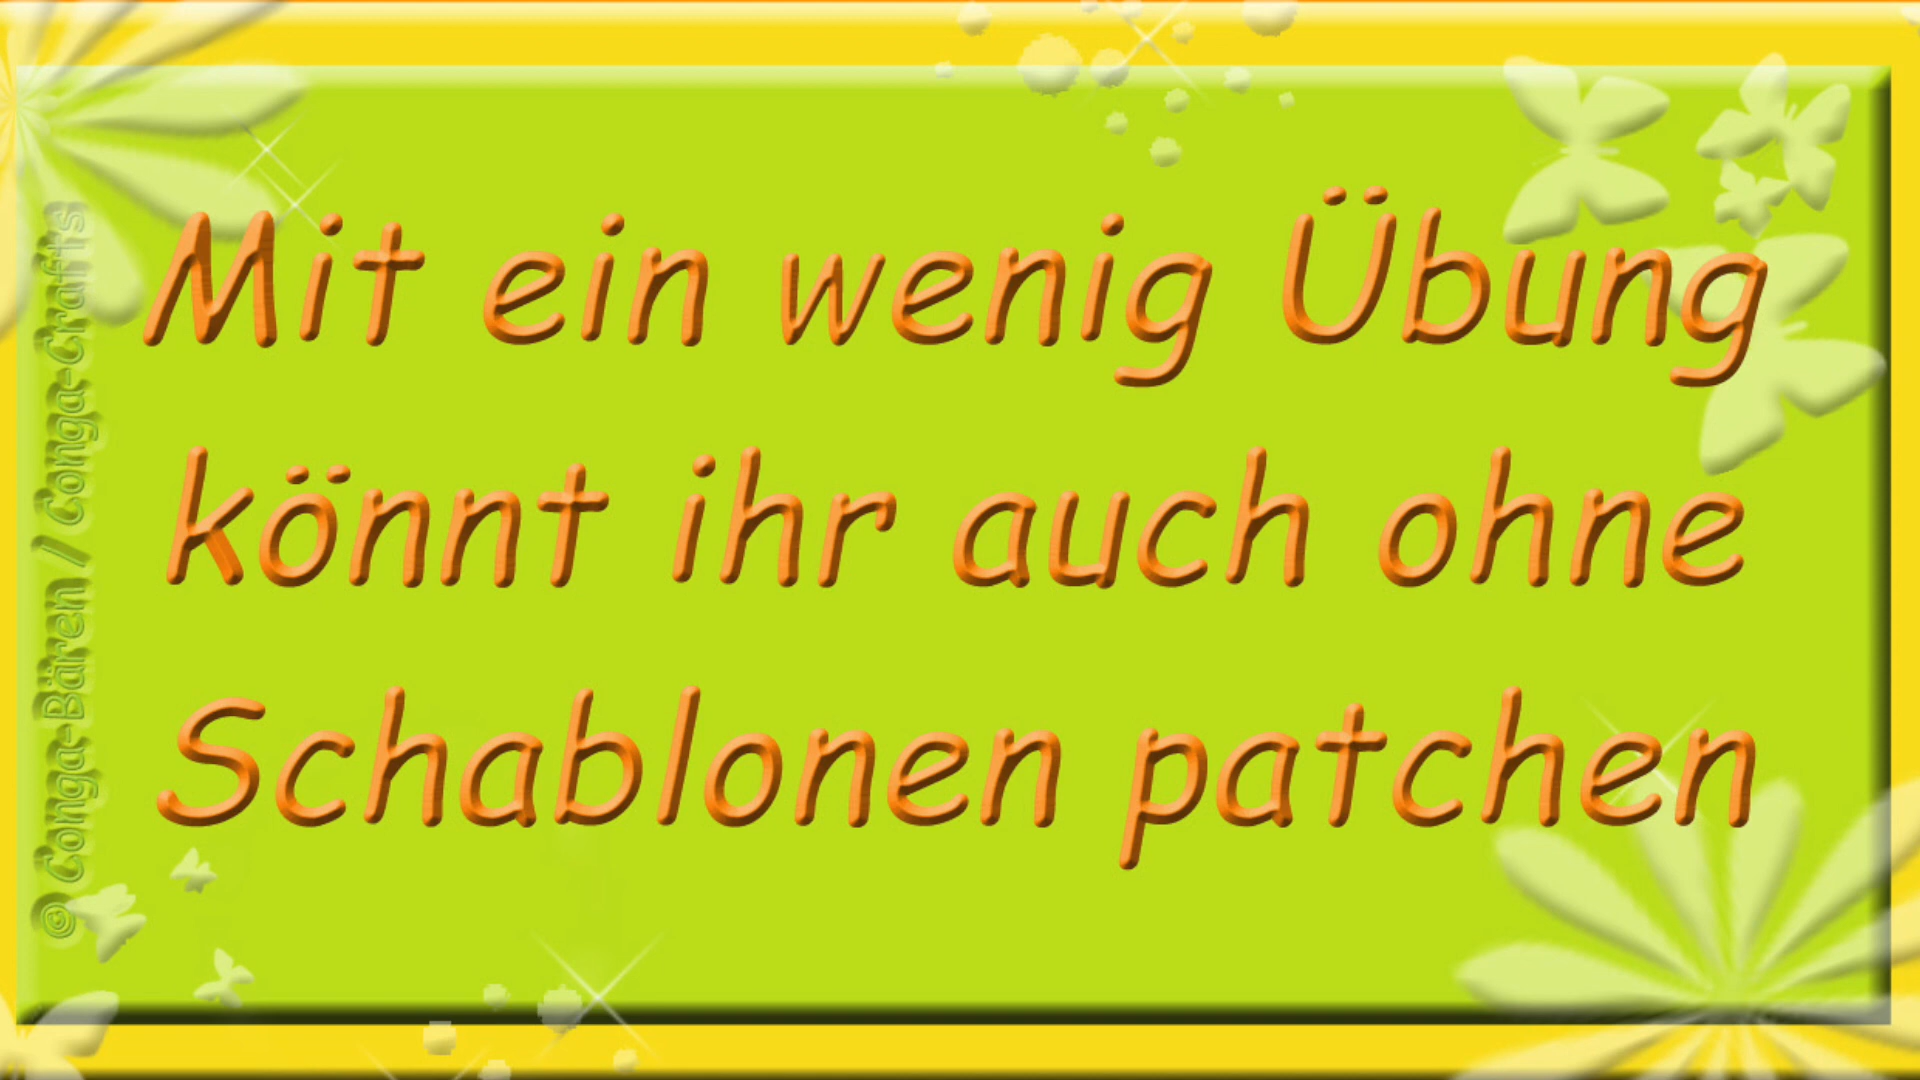 Mit ein wenig Übung
könnt ihr auch ohne
Schablonen patchen
© Conga-Bären / Conga-Crafts